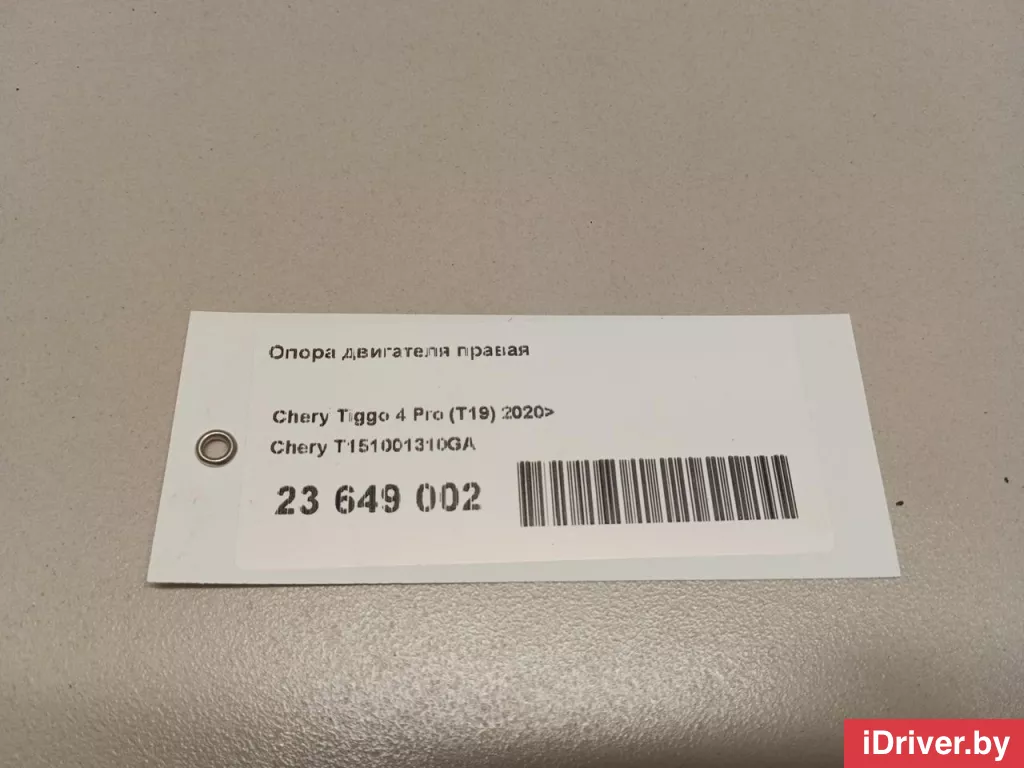 Опора двигателя правая
Chery Tiggo 4 Pro (T19) 2020>
Chery T151001310GA
23 649 002
iDriver.by